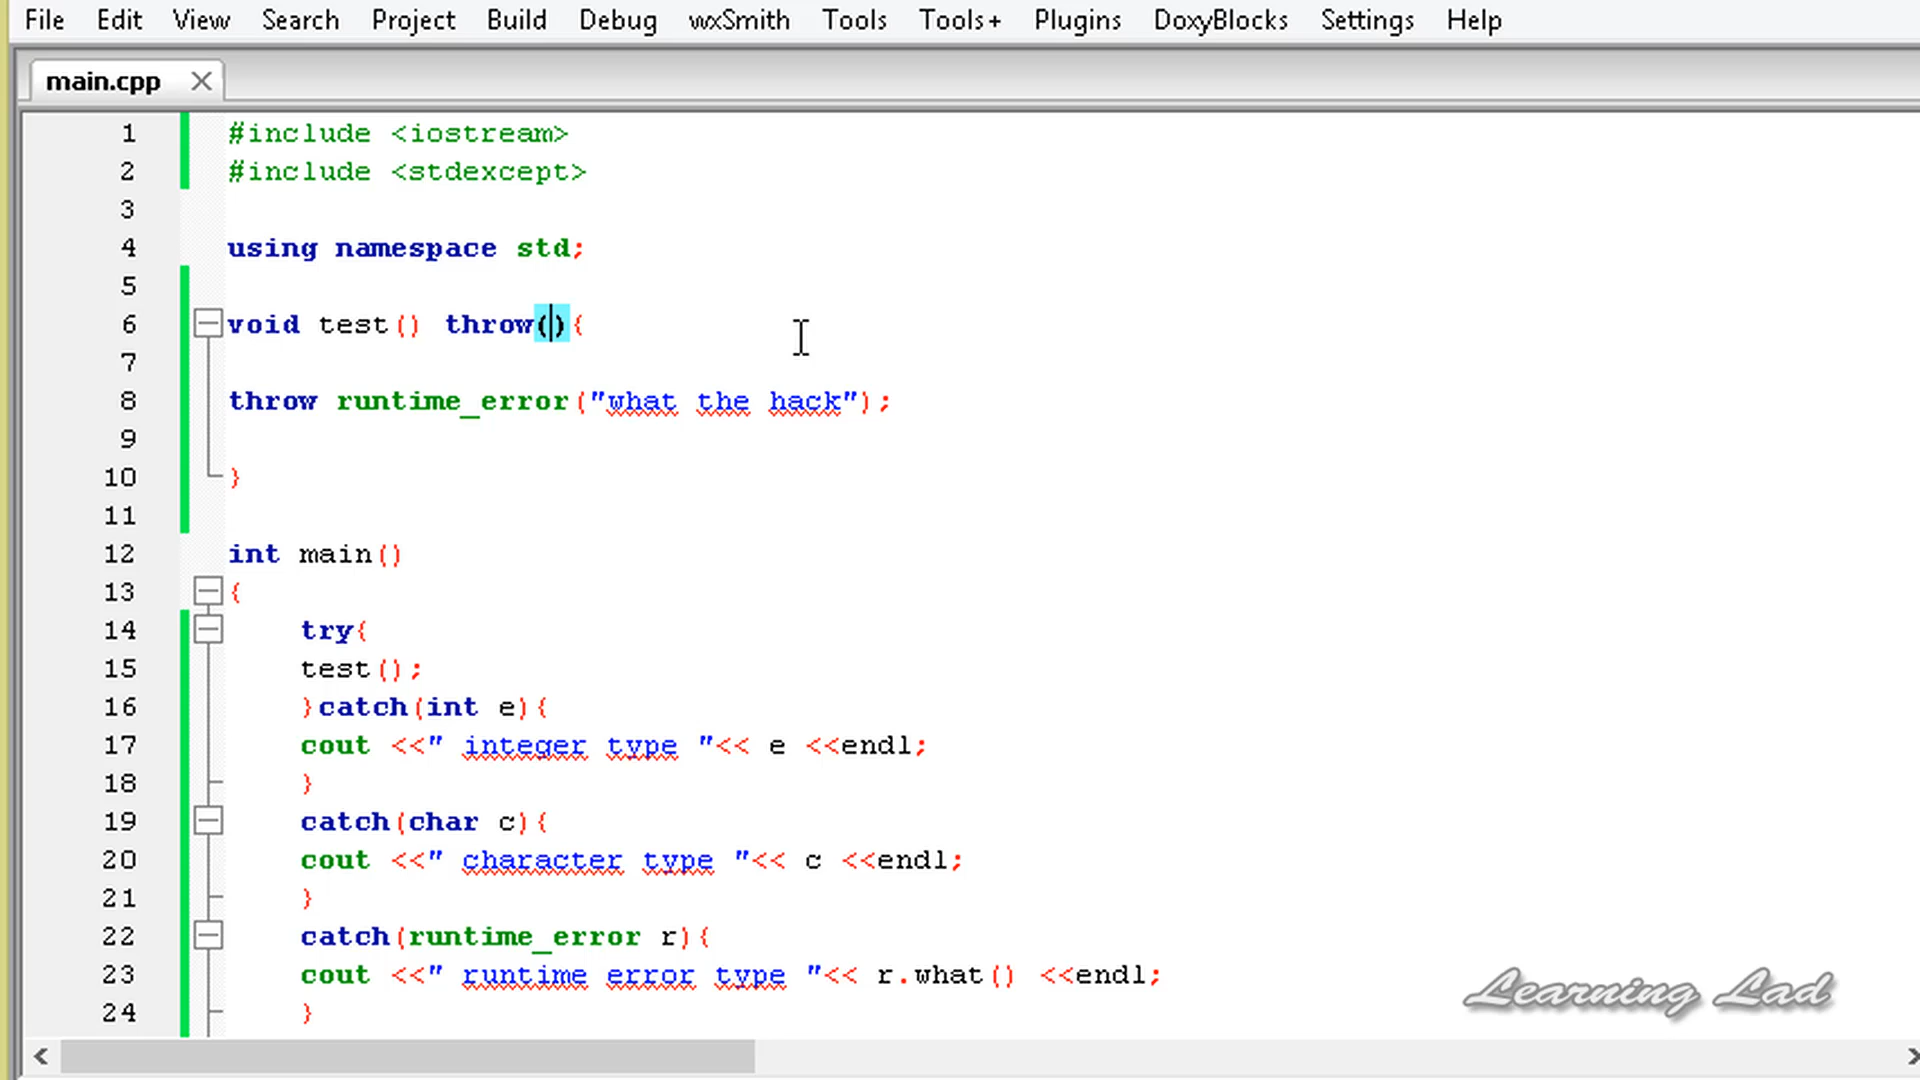 File Edit View Search Project Build Debug wxSmith Tools Tools+ Plugins DoxyBlocks Settings Help
main.cpp
1 #include <iostream>
2 #include <stdexcept>
3
4 using namespace std;
5
6 void test() throw(){
7
8 throw runtime_error("what the hack");
9
10 }
11
12 int main()
13 {
14 try{
15 test();
16 }catch(int e){
17 cout <<" integer type "<< e <<endl;
18 }
19 catch(char c){
20 cout <<" character type "<< c <<endl;
21 }
22 catch(runtime_error r){
23 cout <<" runtime error type "<< r.what() <<endl;
24 }
Learning Lad